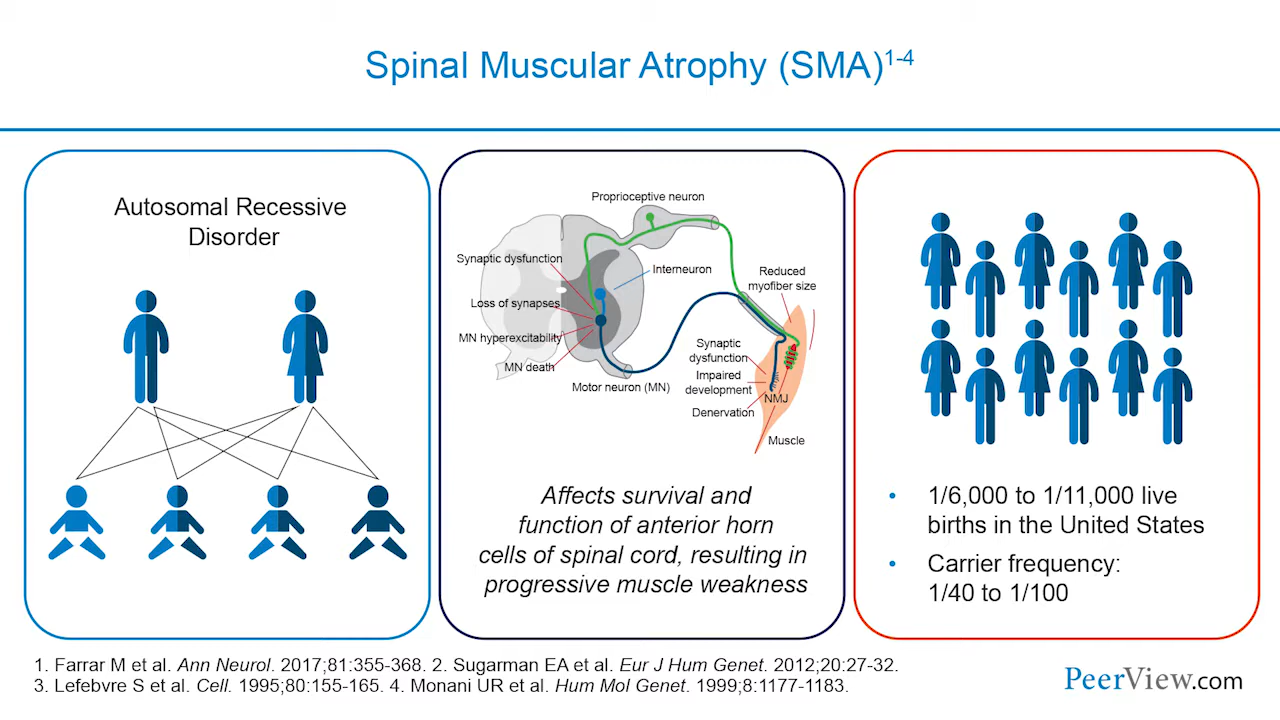 Spinal Muscular Atrophy (SMA)1-4
Autosomal Recessive
Disorder
Proprioceptive neuron
Synaptic dysfunction
Interneuron
Loss of synapses
MN hyperexcitability
MN death
Motor neuron (MN)
Reduced
myofiber size
Synaptic
dysfunction
Impaired
development
Denervation
NMJ
Muscle
Affects survival and
function of anterior horn
cells of spinal cord, resulting in
progressive muscle weakness
• 1/6,000 to 1/11,000 live
births in the United States
• Carrier frequency:
1/40 to 1/100
1. Farrar M et al. Ann Neurol. 2017;81:355-368. 2. Sugarman EA et al. Eur J Hum Genet. 2012;20:27-32.
3. Lefebvre S et al. Cell. 1995;80:155-165. 4. Monani UR et al. Hum Mol Genet. 1999;8:1177-1183.
PeerView.com